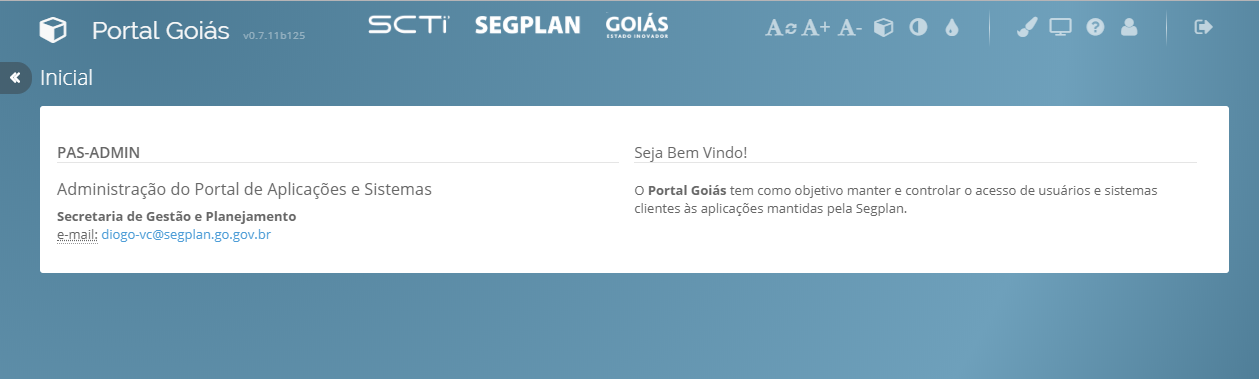 Portal Goiás v0.7.11b125
SCTi SEGPLAN GOIÁS
ESTADO INOVADOR
A A+ A-
Inicial
PAS-ADMIN
Administração do Portal de Aplicações e Sistemas
Secretaria de Gestão e Planejamento
e-mail: diogo-vc@segplan.go.gov.br
Seja Bem Vindo!
O Portal Goiás tem como objetivo manter e controlar o acesso de usuários e sistemas
clientes às aplicações mantidas pela Segplan.